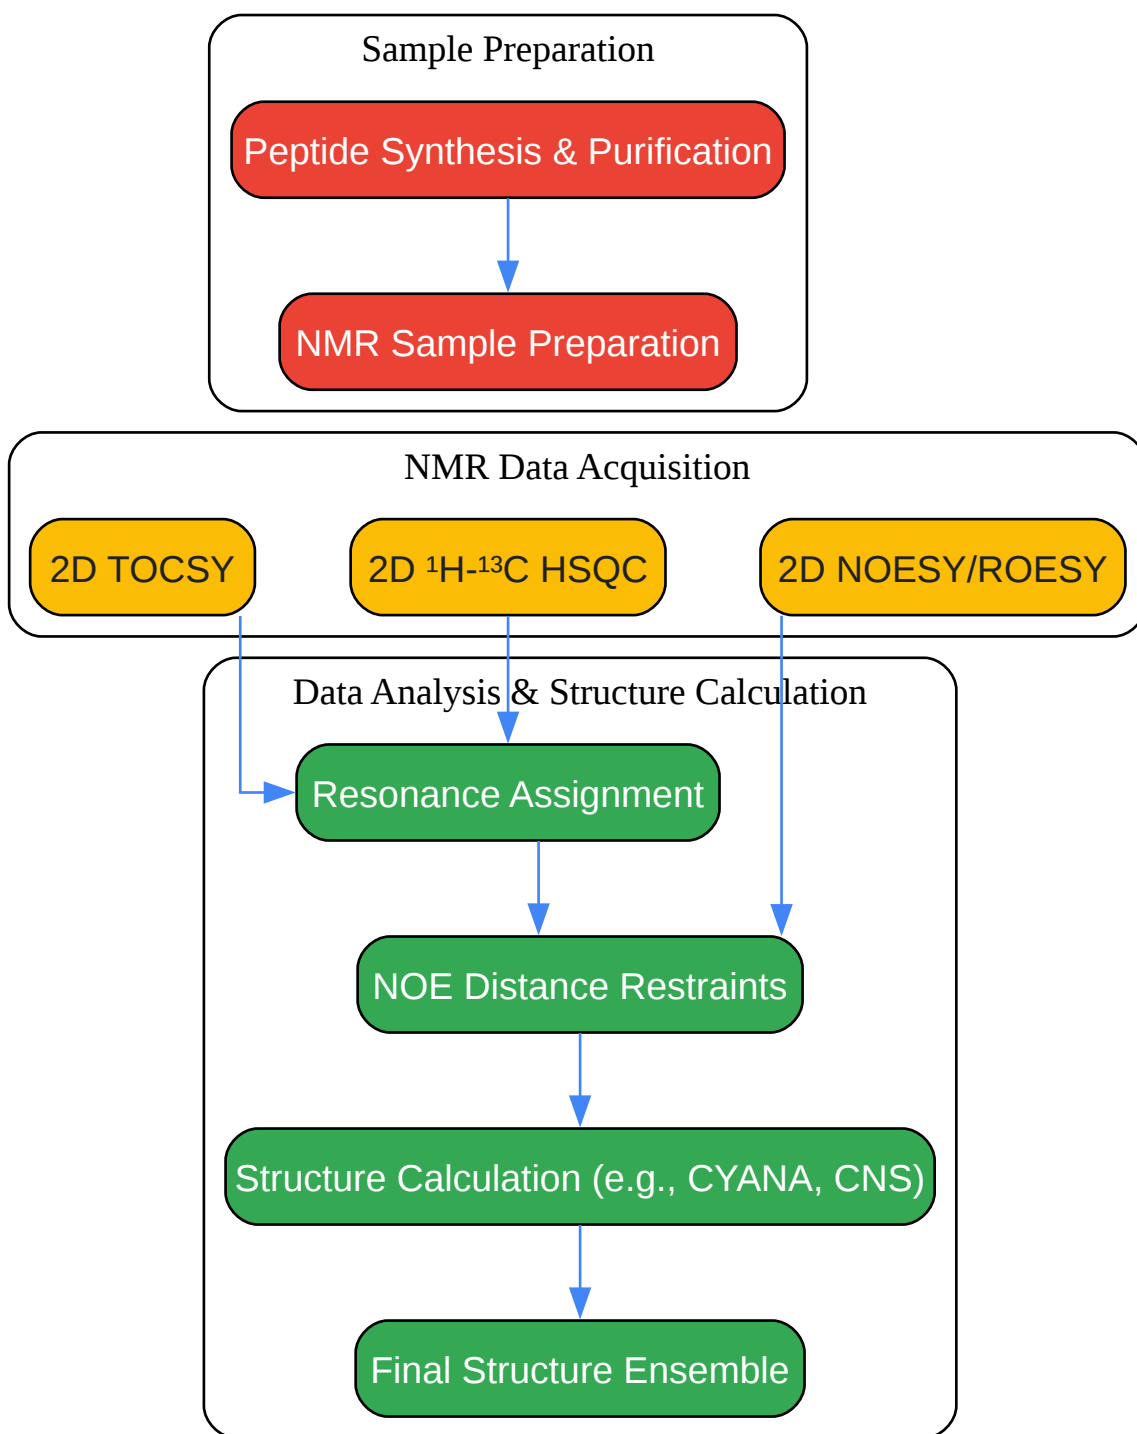 Sample Preparation
Peptide Synthesis & Purification
NMR Sample Preparation
NMR Data Acquisition
2D TOCSY
2D ¹H-¹³C HSQC
2D NOESY/ROESY
Data Analysis & Structure Calculation
Resonance Assignment
NOE Distance Restraints
Structure Calculation (e.g., CYANA, CNS)
Final Structure Ensemble